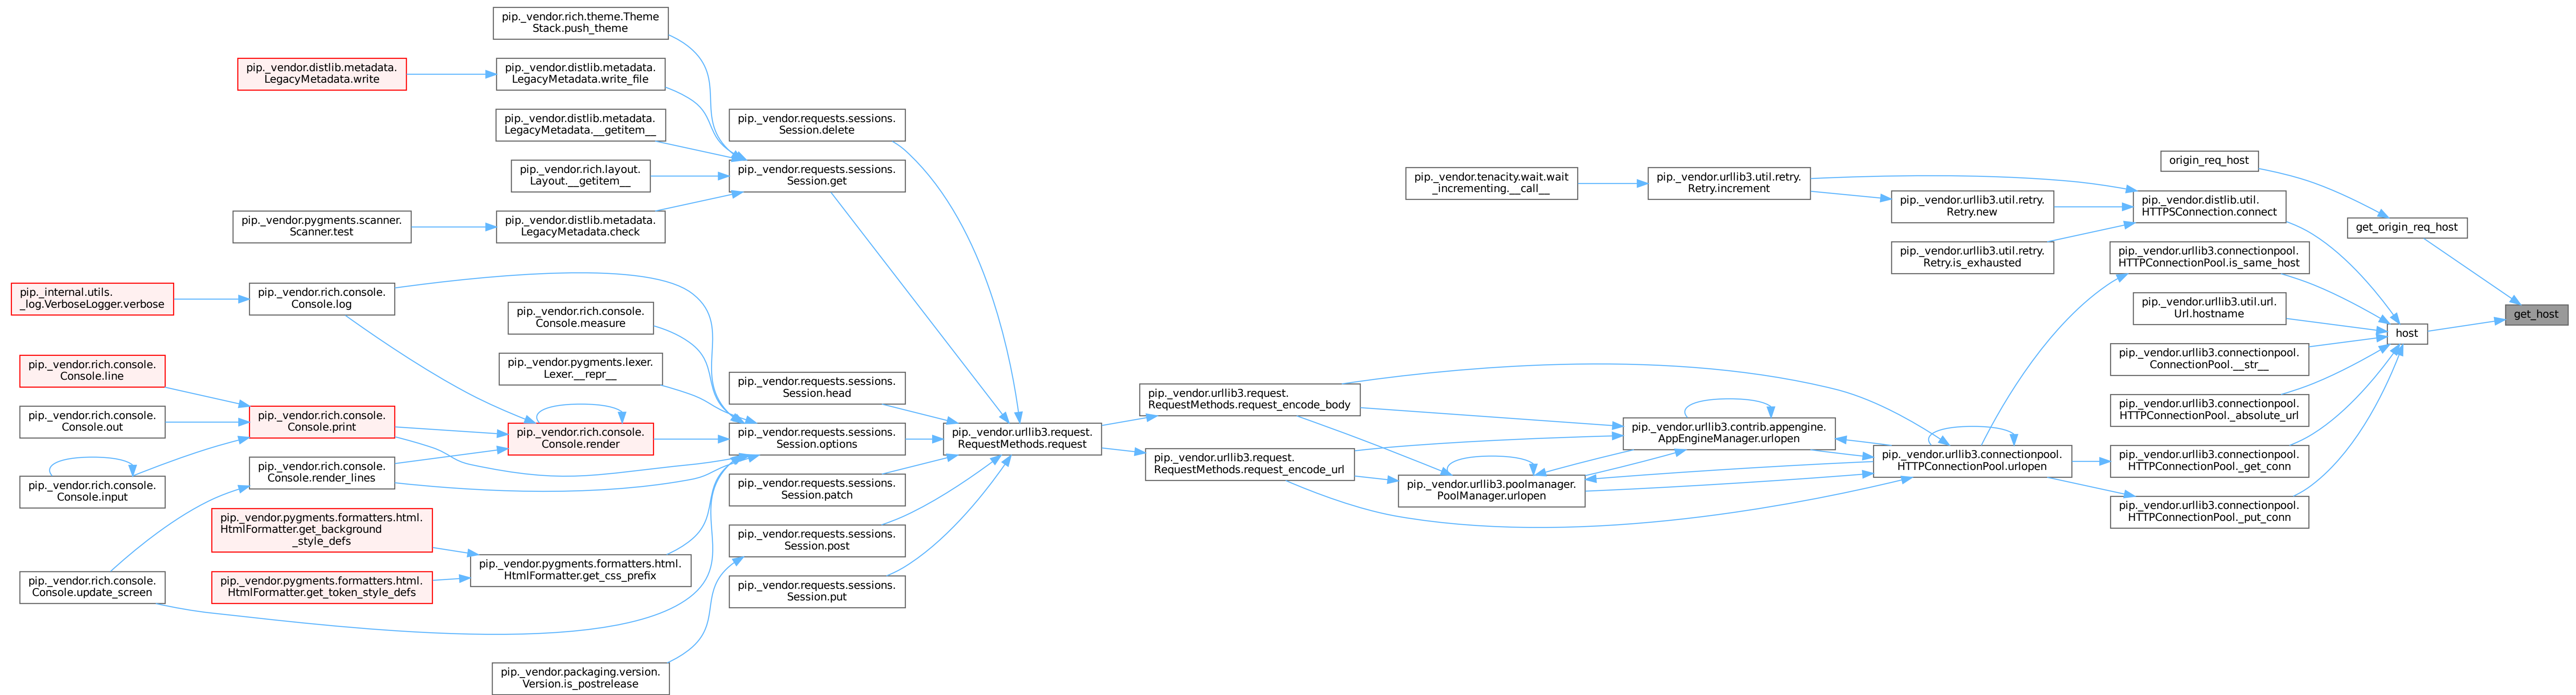 pip._vendor.rich.theme.Theme
Stack.push_theme
pip._vendor.distlib.metadata.
LegacyMetadata.write
pip._vendor.distlib.metadata.
LegacyMetadata.write_file
pip._vendor.distlib.metadata.
LegacyMetadata.__getitem__
pip._vendor.rich.layout.
Layout.__getitem__
pip._vendor.pygments.scanner.
Scanner.test
pip._vendor.distlib.metadata.
LegacyMetadata.check
pip._internal.utils.
_log.VerboseLogger.verbose
pip._vendor.rich.console.
Console.log
pip._vendor.rich.console.
Console.measure
pip._vendor.pygments.lexer.
Lexer.__repr__
pip._vendor.rich.console.
Console.line
pip._vendor.rich.console.
Console.out
pip._vendor.rich.console.
Console.print
pip._vendor.rich.console.
Console.render
pip._vendor.rich.console.
Console.input
pip._vendor.rich.console.
Console.render_lines
pip._vendor.pygments.formatters.html.
HtmlFormatter.get_background
_style_defs
pip._vendor.pygments.formatters.html.
HtmlFormatter.get_token_style_defs
pip._vendor.pygments.formatters.html.
HtmlFormatter.get_css_prefix
pip._vendor.rich.console.
Console.update_screen
pip._vendor.packaging.version.
Version.is_postrelease
pip._vendor.requests.sessions.
Session.delete
pip._vendor.requests.sessions.
Session.get
pip._vendor.requests.sessions.
Session.head
pip._vendor.requests.sessions.
Session.options
pip._vendor.requests.sessions.
Session.patch
pip._vendor.requests.sessions.
Session.post
pip._vendor.requests.sessions.
Session.put
pip._vendor.urllib3.request.
RequestMethods.request
pip._vendor.urllib3.request.
RequestMethods.request_encode_body
pip._vendor.urllib3.request.
RequestMethods.request_encode_url
pip._vendor.tenacity.wait.wait
_incrementing.__call__
pip._vendor.urllib3.util.retry.
Retry.increment
pip._vendor.urllib3.util.retry.
Retry.new
pip._vendor.urllib3.util.retry.
Retry.is_exhausted
pip._vendor.urllib3.contrib.appengine.
AppEngineManager.urlopen
pip._vendor.urllib3.poolmanager.
PoolManager.urlopen
pip._vendor.urllib3.connectionpool.
HTTPConnectionPool.urlopen
origin_req_host
pip._vendor.distlib.util.
HTTPSConnection.connect
pip._vendor.urllib3.connectionpool.
HTTPConnectionPool.is_same_host
pip._vendor.urllib3.util.url.
Url.hostname
pip._vendor.urllib3.connectionpool.
ConnectionPool.__str__
pip._vendor.urllib3.connectionpool.
HTTPConnectionPool._absolute_url
pip._vendor.urllib3.connectionpool.
HTTPConnectionPool._get_conn
pip._vendor.urllib3.connectionpool.
HTTPConnectionPool._put_conn
get_origin_req_host
host
get_host